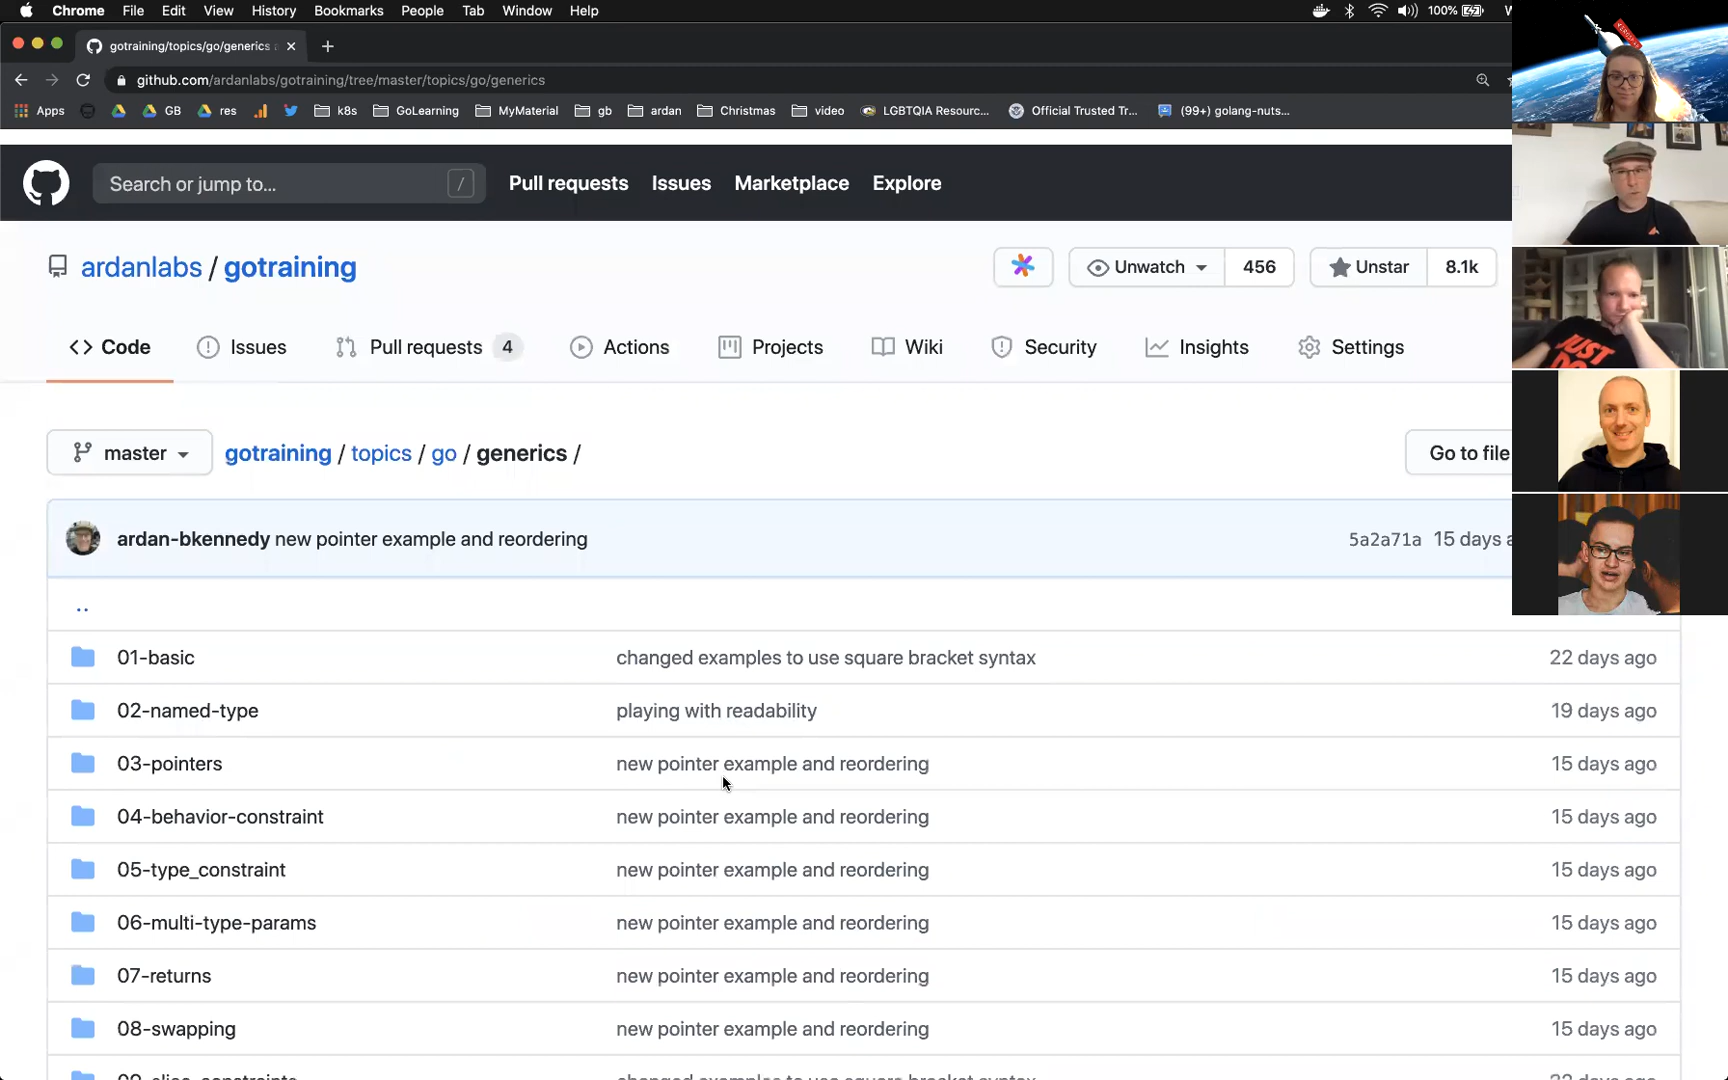 Chrome File Edit View History Bookmarks People Tab Window Help 100%
gotraining/topics/go/generics
github.com/ardanlabs/gotraining/tree/master/topics/go/generics
Apps GB res k8s GoLearning MyMaterial gb ardan Christmas video LGBTQIA Resourc... Official Trusted Tr... (99+) golang-nuts...
Search or jump to... / Pull requests Issues Marketplace Explore
ardanlabs / gotraining Unwatch 456 Unstar 8.1k
Code Issues Pull requests 4 Actions Projects Wiki Security Insights Settings
master gotraining / topics / go / generics / Go to file
ardan-bkennedy new pointer example and reordering 5a2a71a 15 days a
..
01-basic changed examples to use square bracket syntax 22 days ago
02-named-type playing with readability 19 days ago
03-pointers new pointer example and reordering 15 days ago
04-behavior-constraint new pointer example and reordering 15 days ago
05-type_constraint new pointer example and reordering 15 days ago
06-multi-type-params new pointer example and reordering 15 days ago
07-returns new pointer example and reordering 15 days ago
08-swapping new pointer example and reordering 15 days ago
JUST